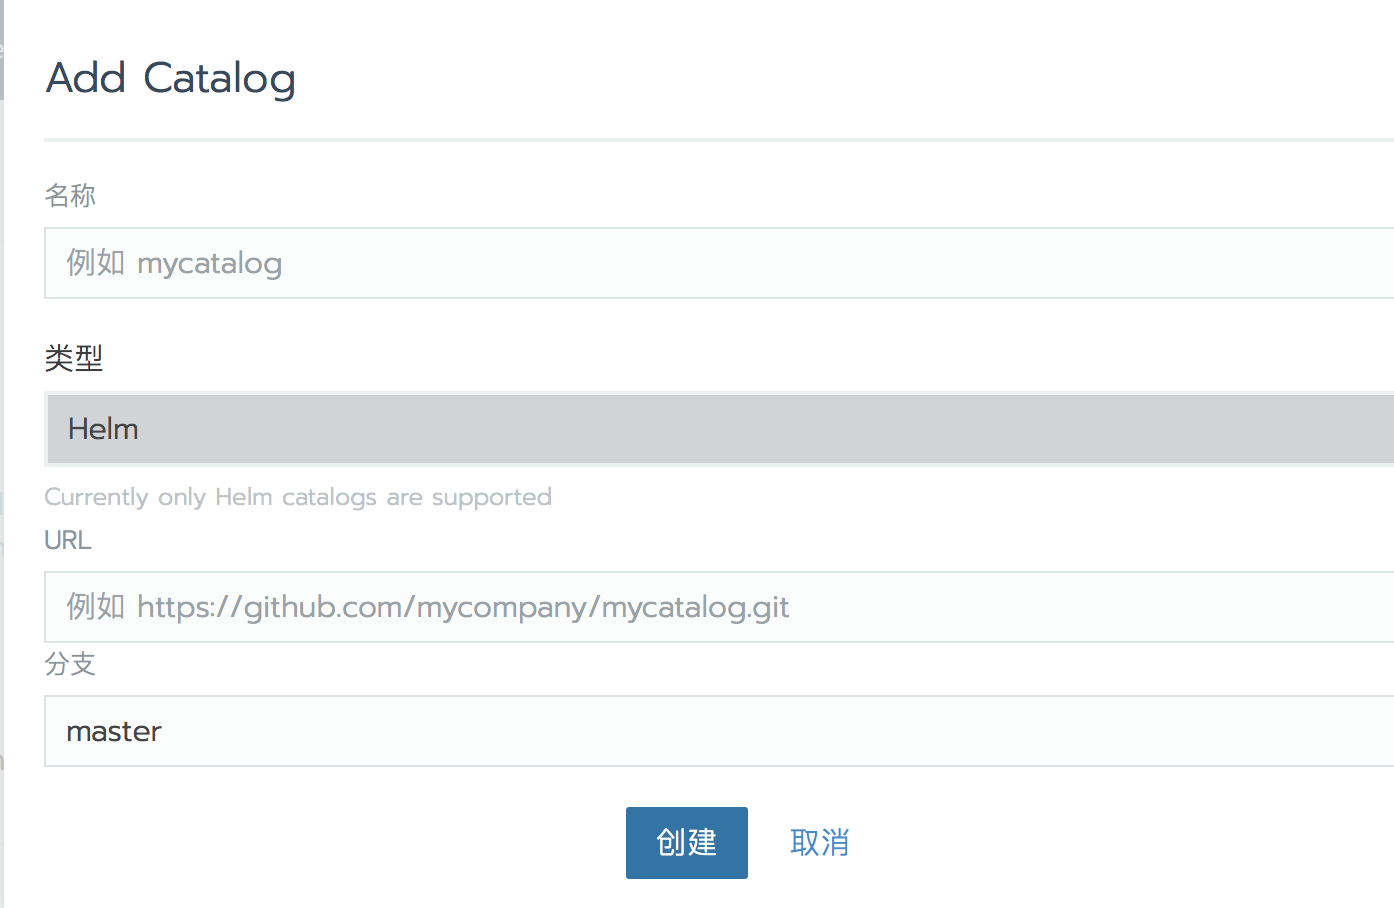 Add Catalog
名称
例如 mycatalog
类型
Helm
Currently only Helm catalogs are supported
URL
例如 https://github.com/mycompany/mycatalog.git
分支
master
创建 取消